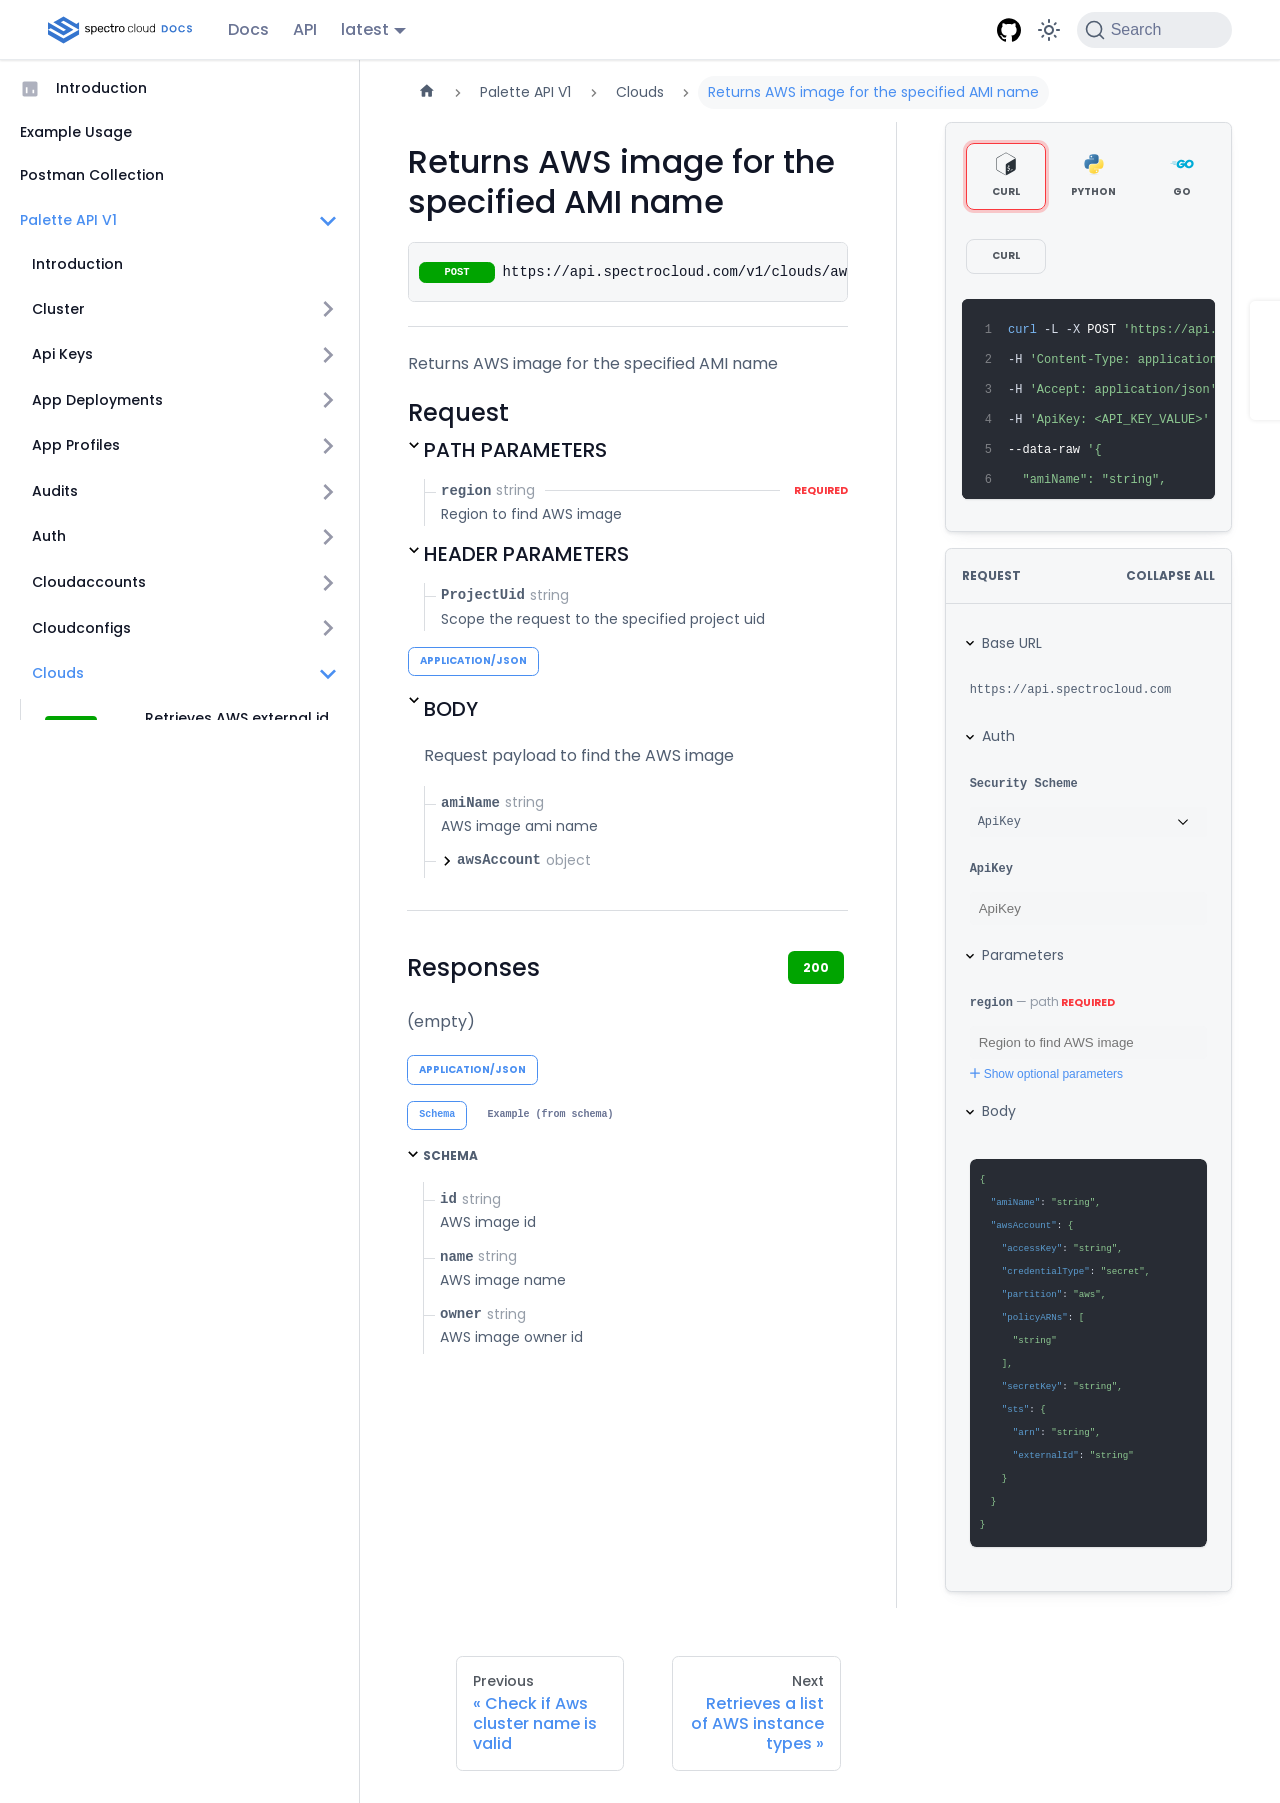 spectro cloud DOCS
Docs
API
latest
Search
Introduction
Example Usage
Postman Collection
Palette API V1
Introduction
Cluster
Api Keys
App Deployments
App Profiles
Audits
Auth
Cloudaccounts
Cloudconfigs
Clouds
Retrieves AWS external id
Palette API V1
Clouds
Returns AWS image for the specified AMI name
Returns AWS image for the
specified AMI name
POST https://api.spectrocloud.com/v1/clouds/aw
Returns AWS image for the specified AMI name
Request
PATH PARAMETERS
region string REQUIRED
Region to find AWS image
HEADER PARAMETERS
ProjectUid string
Scope the request to the specified project uid
APPLICATION/JSON
BODY
Request payload to find the AWS image
amiName string
AWS image ami name
awsAccount object
Responses
200
(empty)
APPLICATION/JSON
Schema Example (from schema)
SCHEMA
id string
AWS image id
name string
AWS image name
owner string
AWS image owner id
CURL PYTHON GO
CURL
1 curl -L -X POST 'https://api.
2 -H 'Content-Type: application
3 -H 'Accept: application/json'
4 -H 'ApiKey: <API_KEY_VALUE>'
5 --data-raw '{
6 "amiName": "string",
REQUEST COLLAPSE ALL
Base URL
https://api.spectrocloud.com
Auth
Security Scheme
ApiKey
ApiKey
ApiKey
Parameters
region — path REQUIRED
Region to find AWS image
Show optional parameters
Body
{
"amiName": "string",
"awsAccount": {
"accessKey": "string",
"credentialType": "secret",
"partition": "aws",
"policyARNs": [
"string"
],
"secretKey": "string",
"sts": {
"arn": "string",
"externalId": "string"
}
}
}
Previous
« Check if Aws
cluster name is
valid
Next
Retrieves a list
of AWS instance
types »